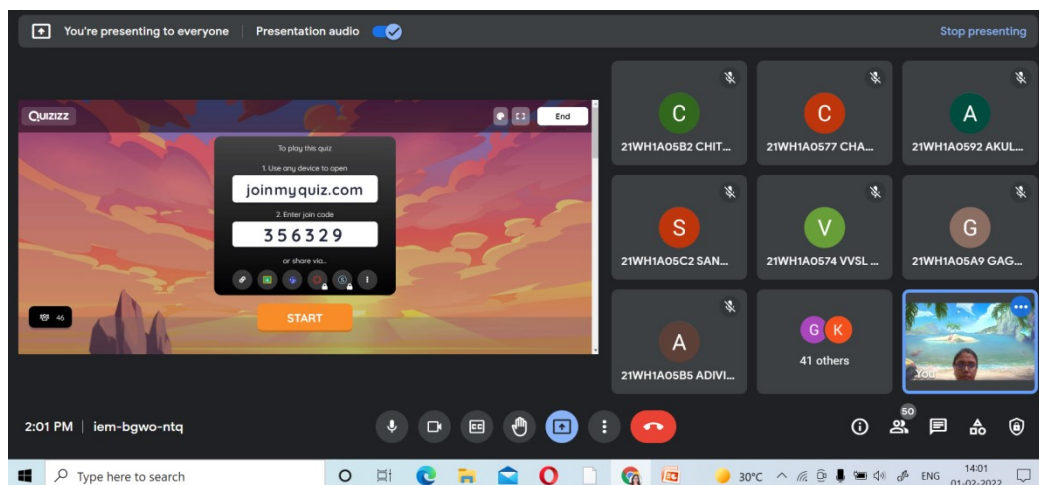 You're presenting to everyone
Presentation audio
Stop presenting
Quizizz
End
To play this quiz
1. Use any device to open
joinmyquiz.com
2. Enter join code
356329
or share via..
START
46
C
21WH1A05B2 CHIT...
C
21WH1A0577 CHA...
A
21WH1A0592 AKUL...
S
21WH1A05C2 SAN...
V
21WH1A0574 VVSL ...
G
21WH1A05A9 GAG...
A
21WH1A05B5 ADIVI...
G K
41 others
You
2:01 PM | iem-bgwo-ntq
CC
50
Type here to search
30°C
ENG
14:01
01-02-2022